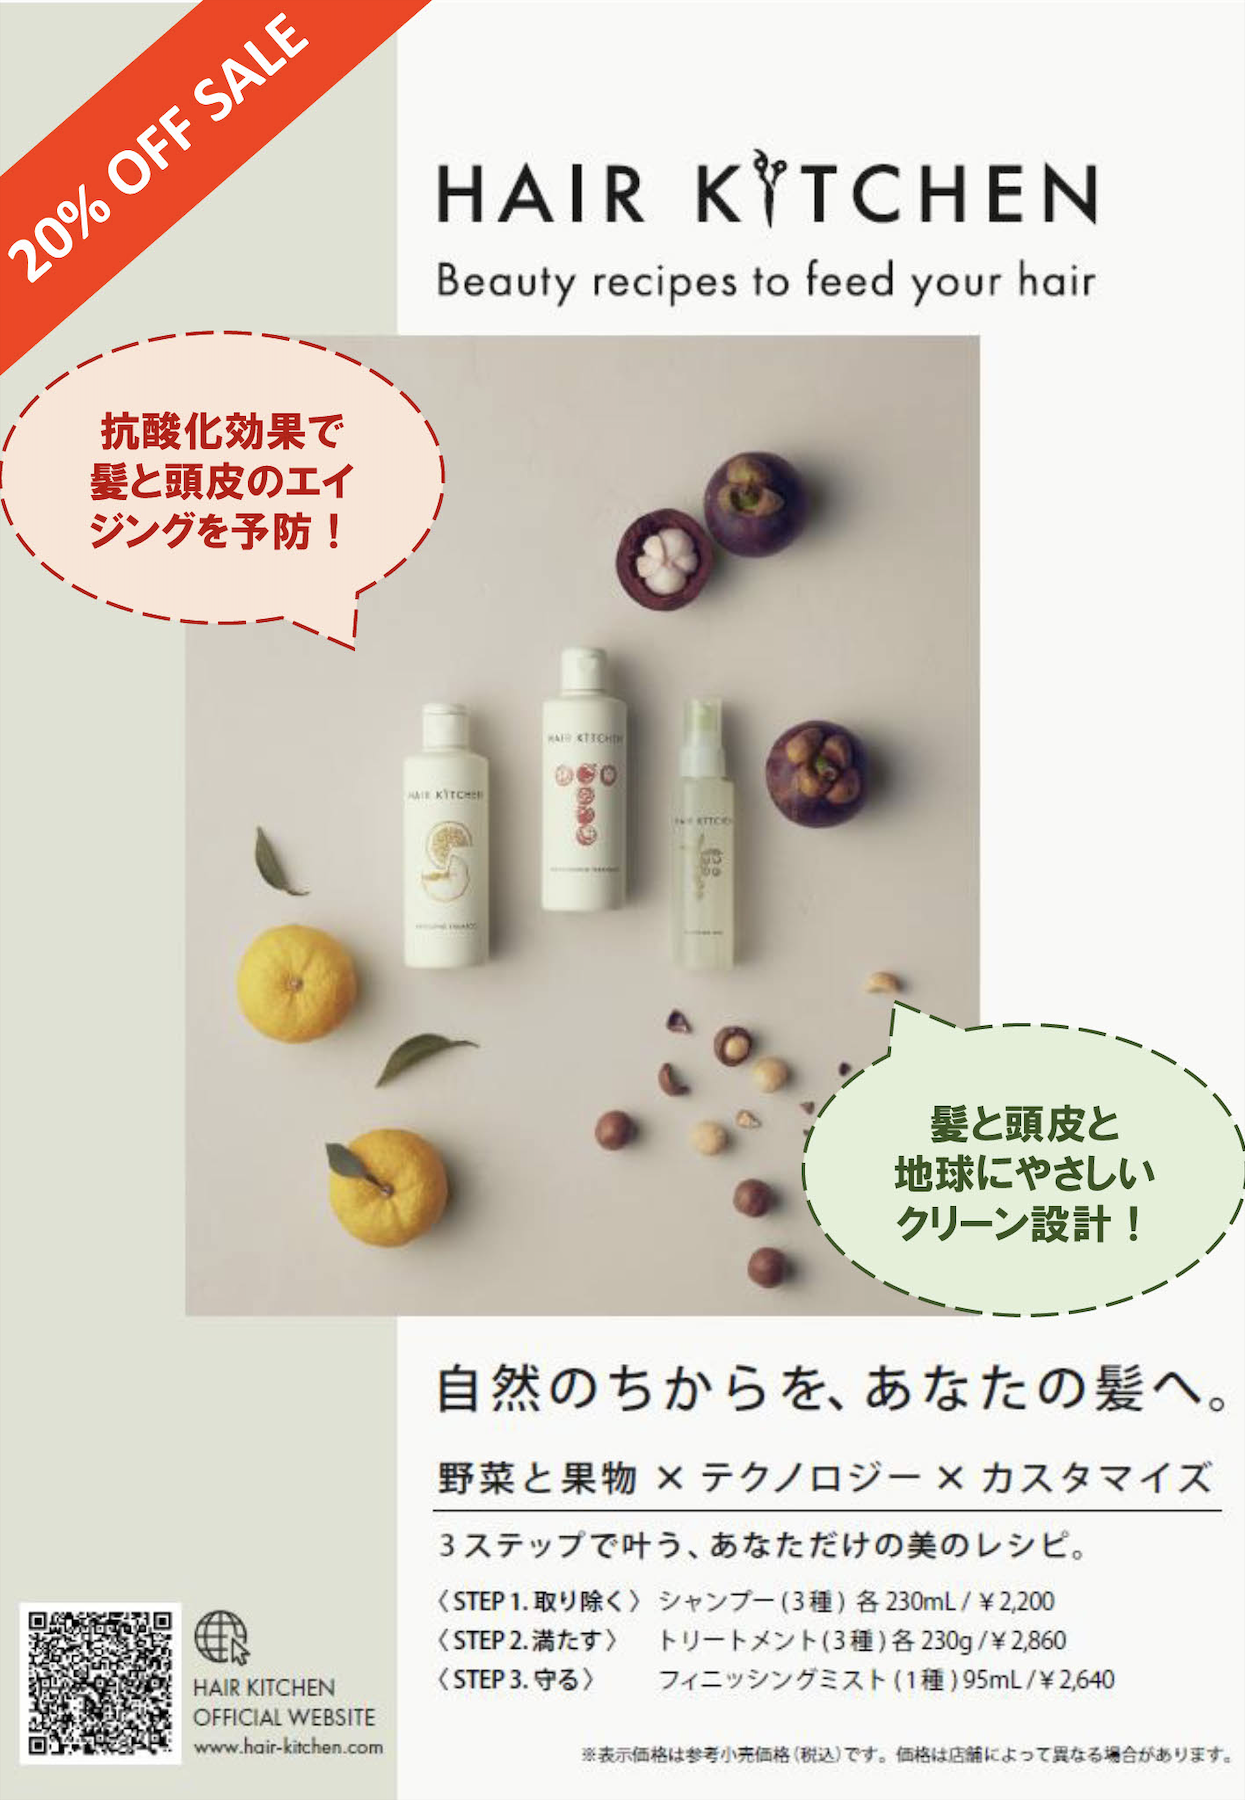 20% OFF SALE
HAIR KITCHEN
Beauty recipes to feed your hair
抗酸化効果で
髪と頭皮のエイ
ジングを予防！
HAIR KITCHEN
HAIR KITCHEN
HAIR KITCHEN
髪と頭皮と
地球にやさしい
クリーン設計！
自然のちからを、あなたの髪へ。
野菜と果物 × テクノロジー × カスタマイズ
3ステップで叶う、あなただけの美のレシピ。
〈 STEP 1. 取り除く 〉 シャンプー ( 3 種 ) 各 230mL / ¥ 2,200
〈 STEP 2. 満たす 〉 トリートメント ( 3 種 ) 各 230g / ¥ 2,860
〈 STEP 3. 守る 〉 フィニッシングミスト ( 1 種 ) 95mL / ¥ 2,640
HAIR KITCHEN
OFFICIAL WEBSITE
www.hair-kitchen.com
※表示価格は参考小売価格（税込）です。価格は店舗によって異なる場合があります。